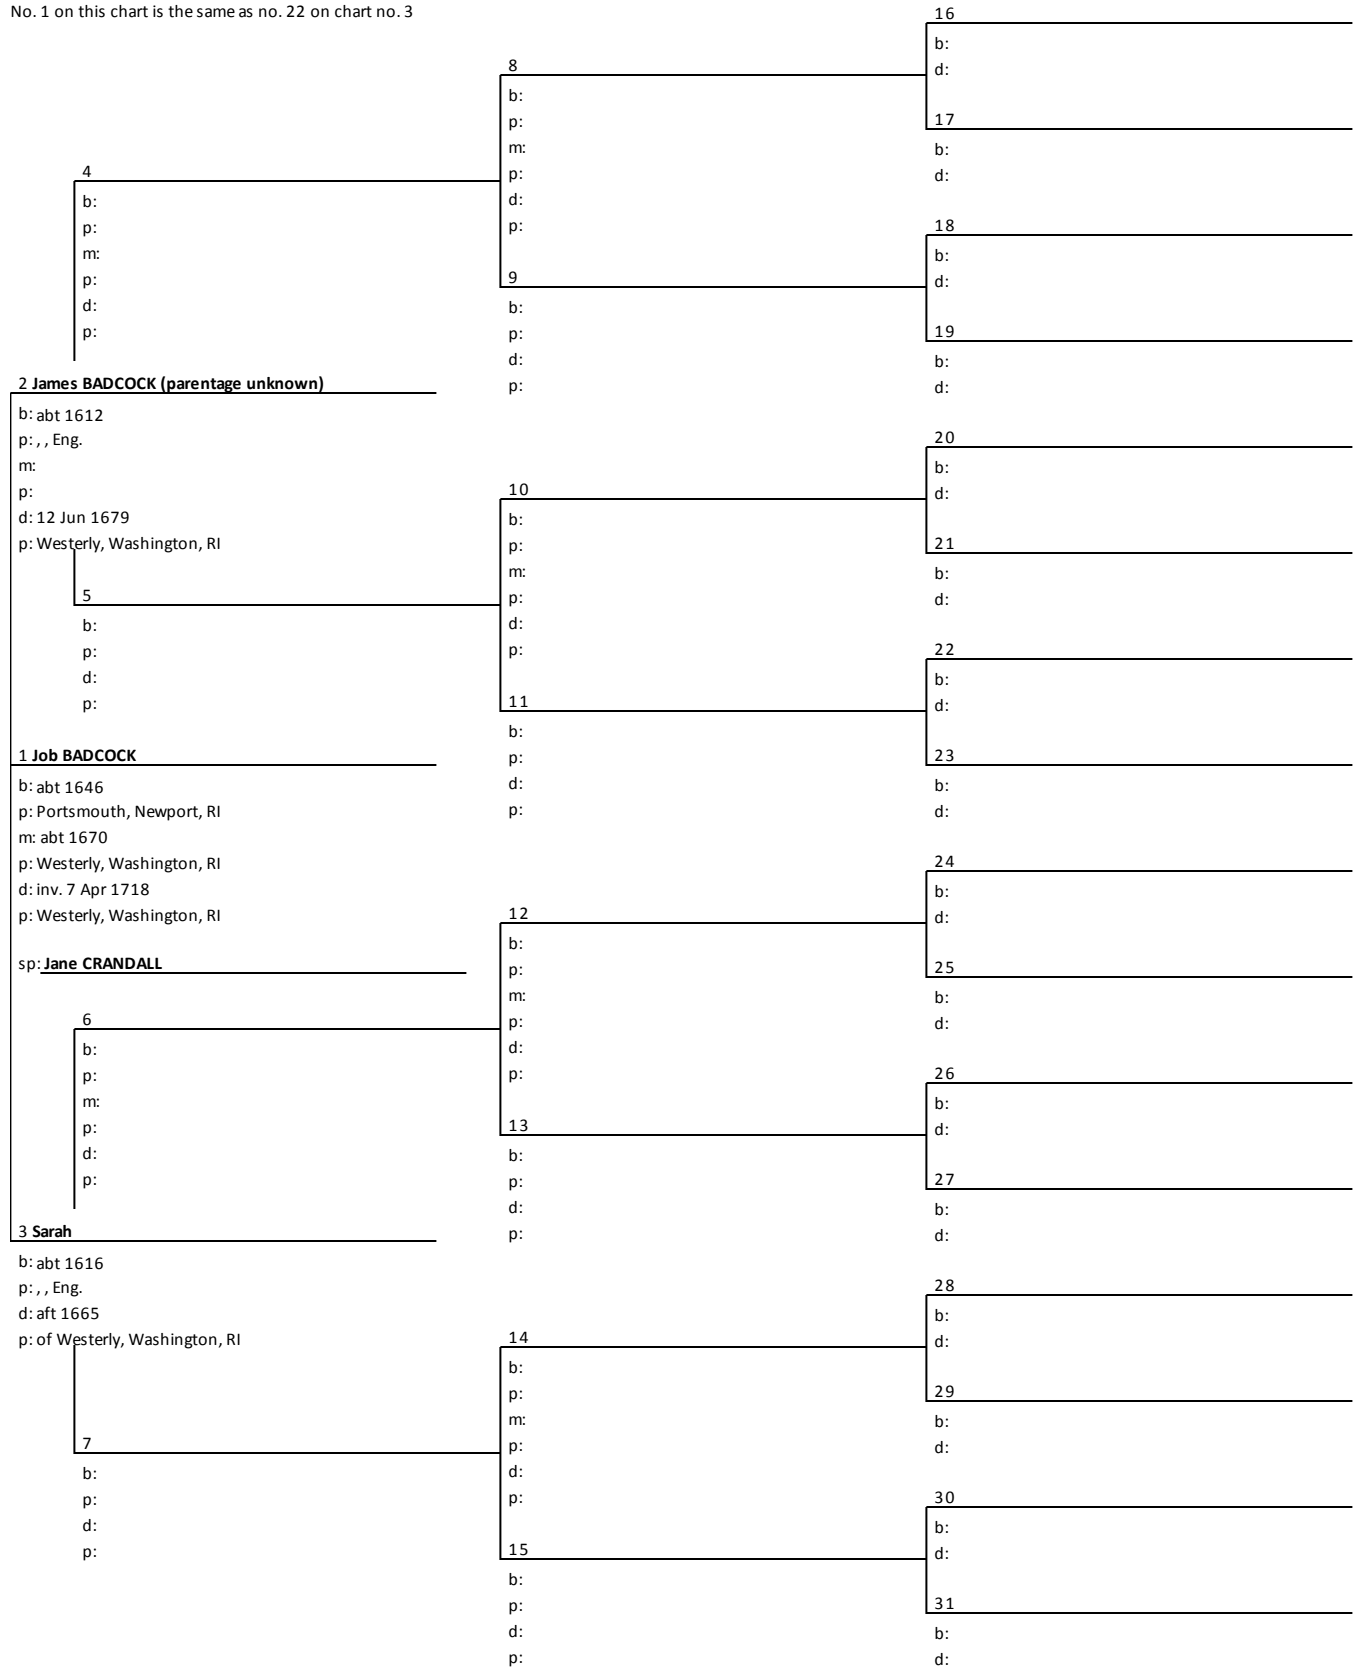 No. 1 on this chart is the same as no. 22 on chart no. 3
16
b:
d:
8
b:
p:
m:
p:
d:
p:
17
b:
d:
4
b:
p:
m:
p:
d:
p:
18
b:
d:
9
b:
p:
d:
p:
19
b:
d:
2 James BADCOCK (parentage unknown)
b: abt 1612
p: , , Eng.
m:
p:
d: 12 Jun 1679
p: Westerly, Washington, RI
20
b:
d:
10
b:
p:
m:
p:
d:
p:
21
b:
d:
5
b:
p:
d:
p:
22
b:
d:
11
b:
p:
d:
p:
23
b:
d:
1 Job BADCOCK
b: abt 1646
p: Portsmouth, Newport, RI
m: abt 1670
p: Westerly, Washington, RI
d: inv. 7 Apr 1718
p: Westerly, Washington, RI
sp: Jane CRANDALL
24
b:
d:
12
b:
p:
m:
p:
d:
p:
25
b:
d:
6
b:
p:
m:
p:
d:
p:
26
b:
d:
13
b:
p:
d:
p:
27
b:
d:
3 Sarah
b: abt 1616
p: , , Eng.
d: aft 1665
p: of Westerly, Washington, RI
28
b:
d:
14
b:
p:
m:
p:
d:
p:
29
b:
d:
7
b:
p:
d:
p:
30
b:
d:
15
b:
p:
d:
p:
31
b:
d: